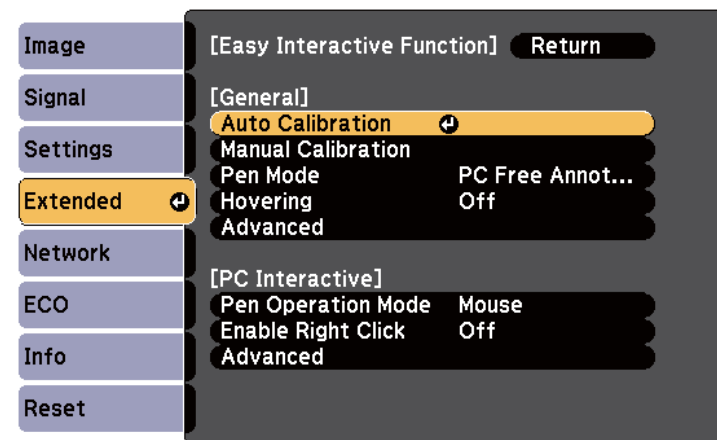 Image
Signal
Settings
Extended
Network
ECO
Info
Reset
[Easy Interactive Function] Return
[General]
Auto Calibration
Manual Calibration
Pen Mode PC Free Annot...
Hovering Off
Advanced
[PC Interactive]
Pen Operation Mode Mouse
Enable Right Click Off
Advanced